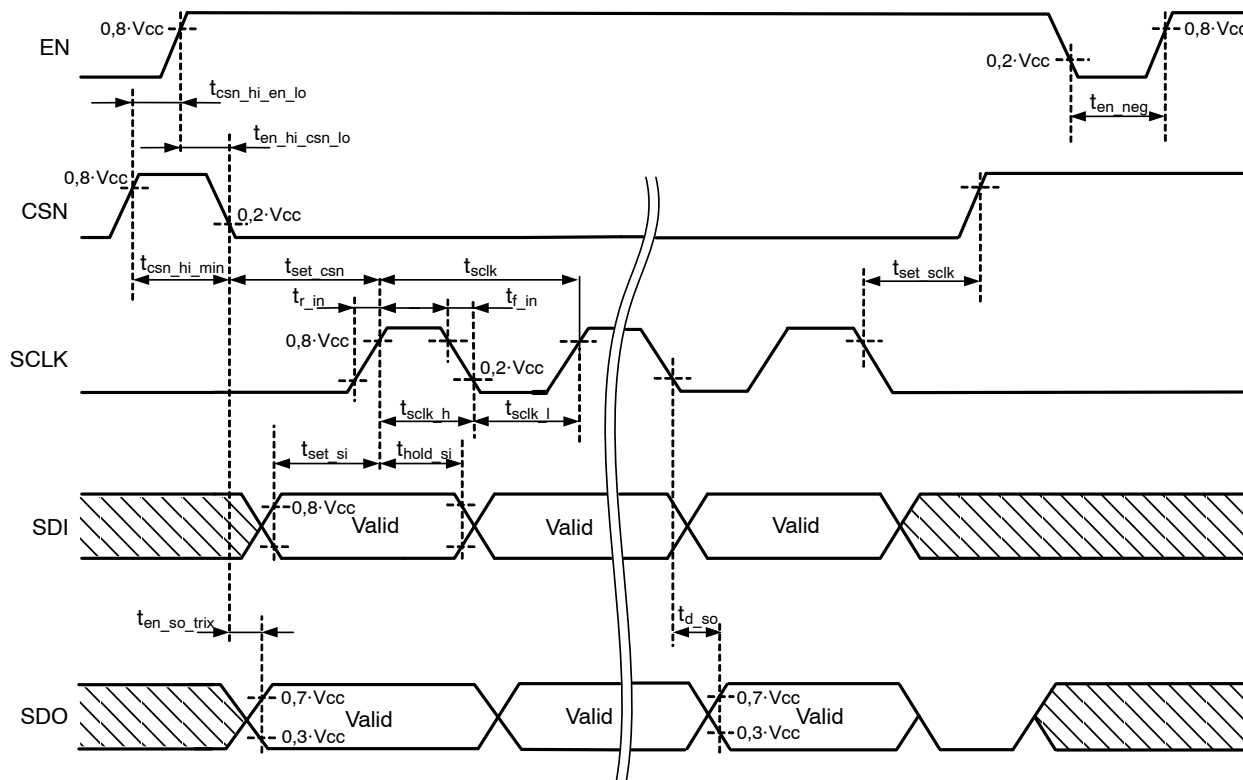 EN
0,8·Vcc
0,2·Vcc
0,8·Vcc
t_csn_hi_en_lo
t_en_neg
t_en_hi_csn_lo
CSN
0,8·Vcc
0,2·Vcc
t_csn_hi_min
t_set_csn
t_sclk
t_set_sclk
t_r_in
t_f_in
SCLK
0,8·Vcc
0,2·Vcc
t_sclk_h
t_sclk_l
t_set_si
t_hold_si
SDI
0,8·Vcc
Valid
Valid
Valid
t_en_so_trix
t_d_so
SDO
0,7·Vcc
0,3·Vcc
Valid
Valid
0,7·Vcc
0,3·Vcc
Valid